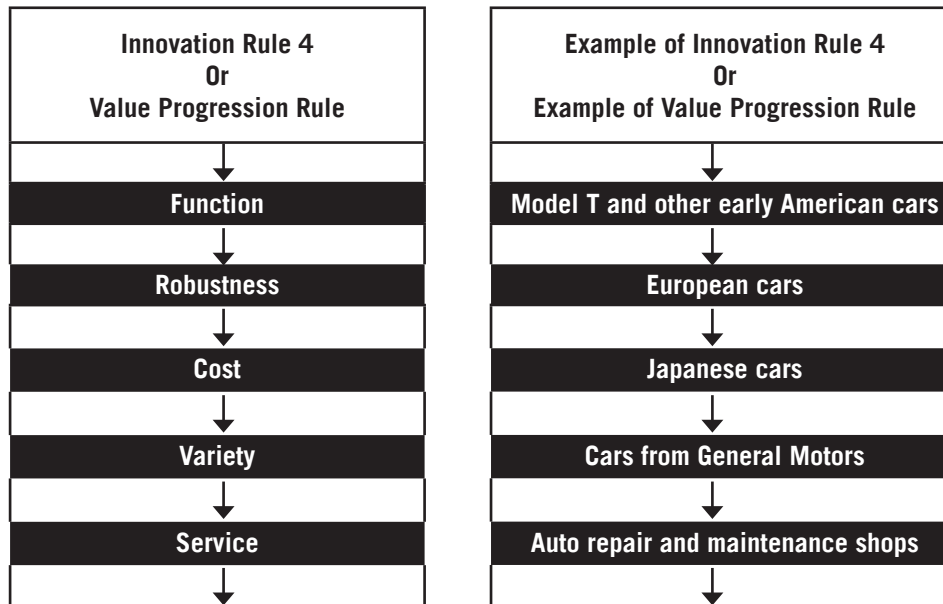 Innovation Rule 4
Or
Value Progression Rule
Function
Robustness
Cost
Variety
Service
Example of Innovation Rule 4
Or
Example of Value Progression Rule
Model T and other early American cars
European cars
Japanese cars
Cars from General Motors
Auto repair and maintenance shops